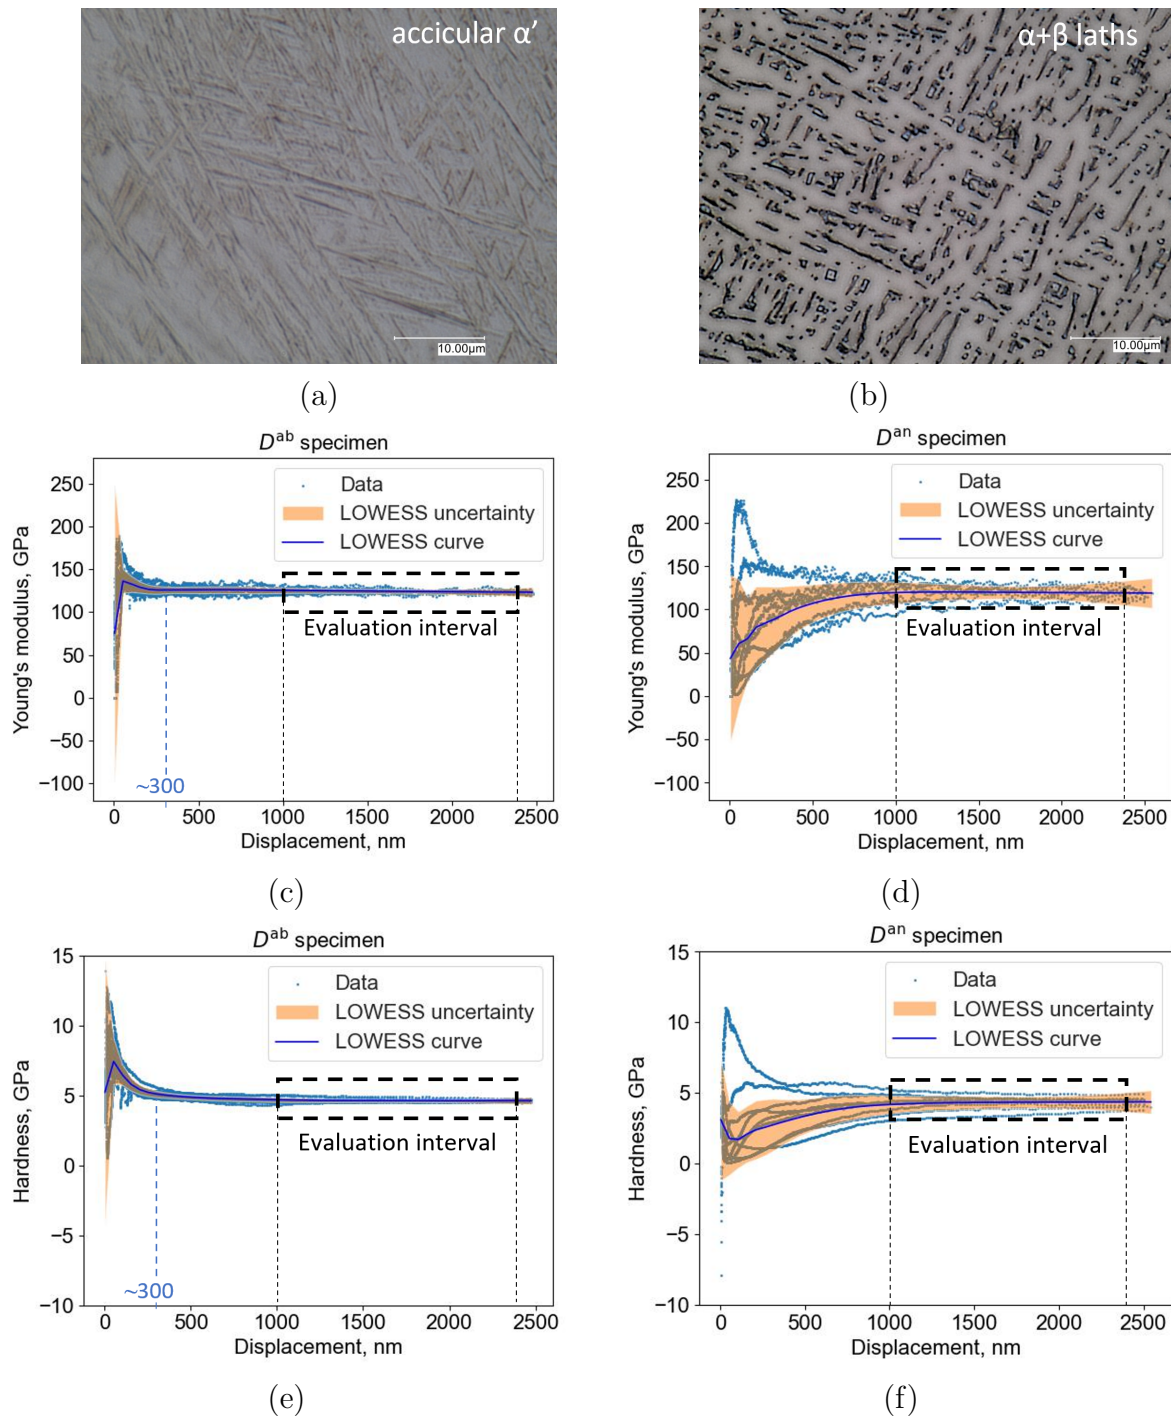 accicular α’
α+β laths
10.00µm
10.00µm
(a)
(b)
D^ab specimen
Young's modulus, GPa
250
200
150
100
50
0
−50
−100
Data
LOWESS uncertainty
LOWESS curve
Evaluation interval
~300
0 500 1000 1500 2000 2500
Displacement, nm
(c)
D^an specimen
Young's modulus, GPa
250
200
150
100
50
0
−50
−100
Data
LOWESS uncertainty
LOWESS curve
Evaluation interval
0 500 1000 1500 2000 2500
Displacement, nm
(d)
D^ab specimen
Hardness, GPa
15
10
5
0
−5
−10
Data
LOWESS uncertainty
LOWESS curve
Evaluation interval
~300
0 500 1000 1500 2000 2500
Displacement, nm
(e)
D^an specimen
Hardness, GPa
15
10
5
0
−5
−10
Data
LOWESS uncertainty
LOWESS curve
Evaluation interval
0 500 1000 1500 2000 2500
Displacement, nm
(f)